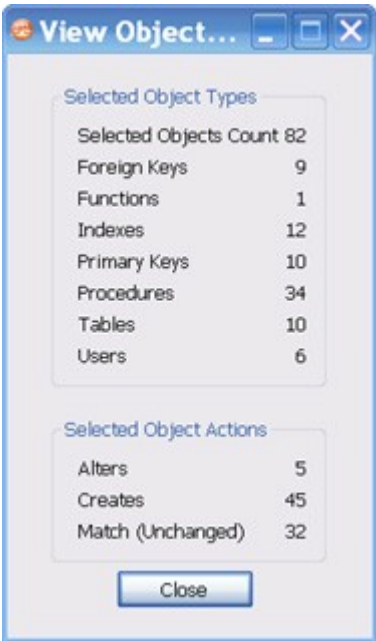 View Object...
Selected Object Types
Selected Objects Count 82
Foreign Keys 9
Functions 1
Indexes 12
Primary Keys 10
Procedures 34
Tables 10
Users 6
Selected Object Actions
Alters 5
Creates 45
Match (Unchanged) 32
Close